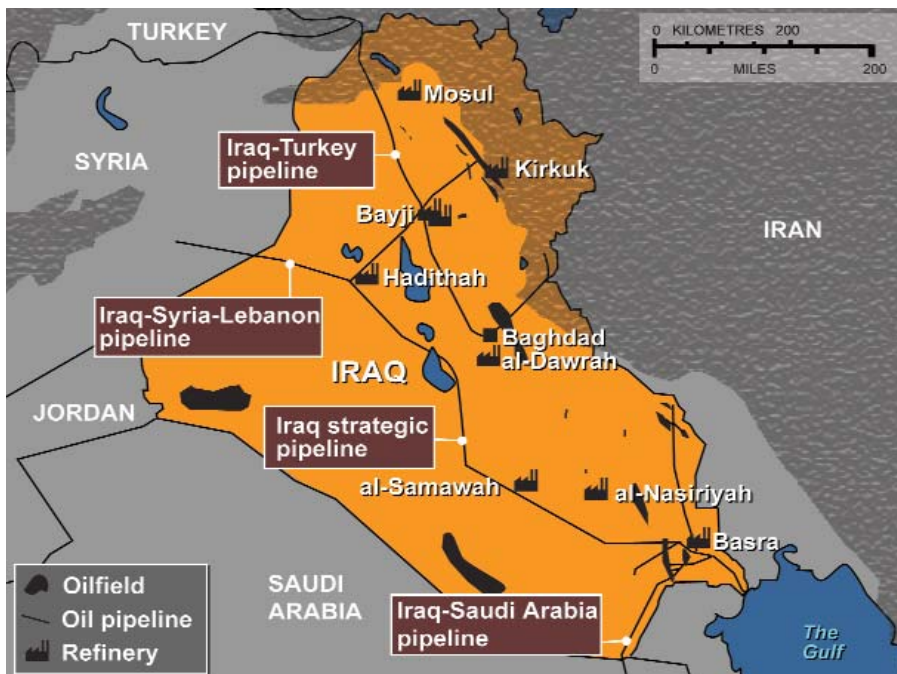 TURKEY
0 KILOMETRES 200
0 MILES 200
Mosul
SYRIA
Iraq-Turkey
pipeline
Kirkuk
Bayji
IRAN
Hadithah
Iraq-Syria-Lebanon
pipeline
Baghdad
al-Dawrah
IRAQ
JORDAN
Iraq strategic
pipeline
al-Samawah
al-Nasiriyah
Basra
SAUDI
ARABIA
Iraq-Saudi Arabia
pipeline
The
Gulf
Oilfield
Oil pipeline
Refinery